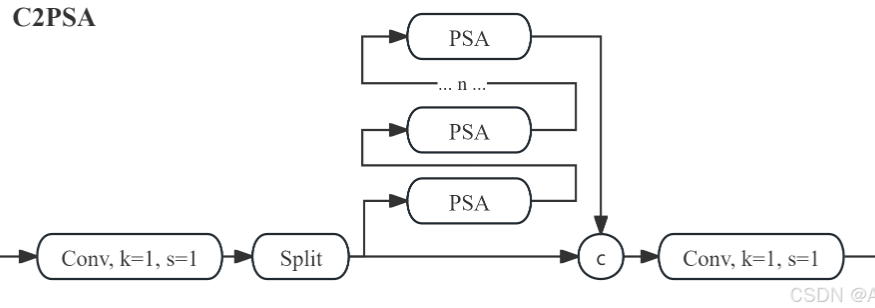 C2PSA
PSA
... n ...
PSA
PSA
Conv, k=1, s=1
Split
c
Conv, k=1, s=1
CSDN @A